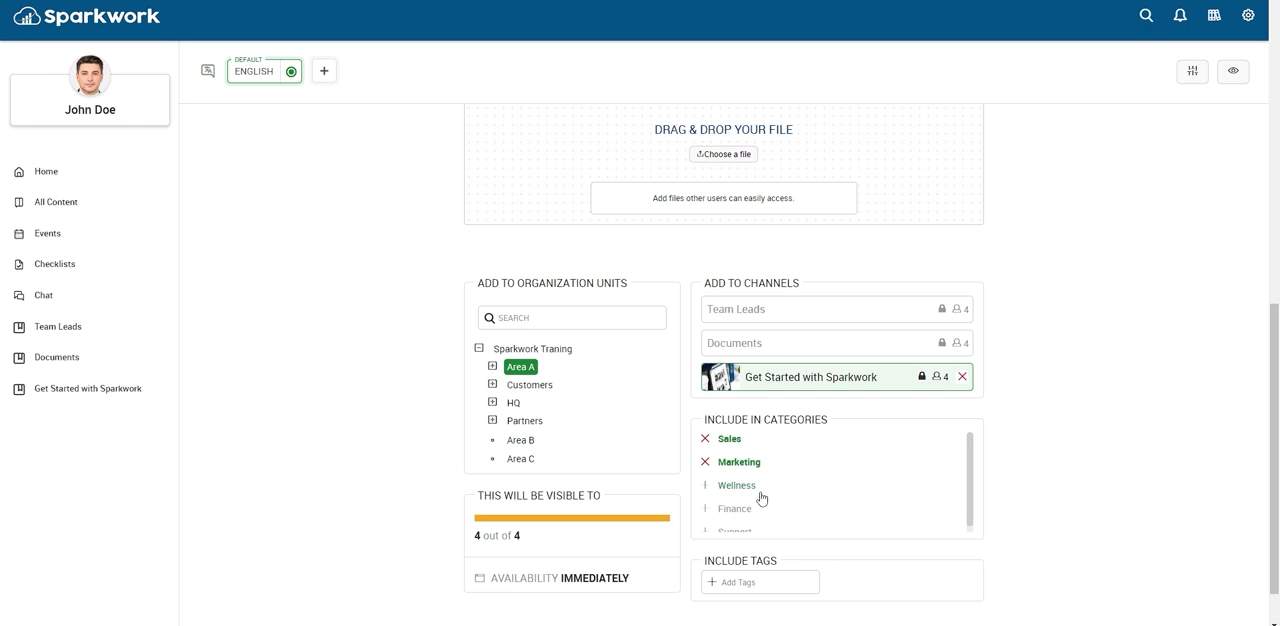 Sparkwork
John Doe
Home
All Content
Events
Checklists
Chat
Team Leads
Documents
Get Started with Sparkwork
DEFAULT
ENGLISH
DRAG & DROP YOUR FILE
Choose a file
Add files other users can easily access.
ADD TO ORGANIZATION UNITS
SEARCH
Sparkwork Traning
Area A
Customers
HQ
Partners
Area B
Area C
THIS WILL BE VISIBLE TO
4 out of 4
AVAILABILITY IMMEDIATELY
ADD TO CHANNELS
Team Leads 4
Documents 4
Get Started with Sparkwork 4
INCLUDE IN CATEGORIES
Sales
Marketing
Wellness
Finance
Support
INCLUDE TAGS
Add Tags